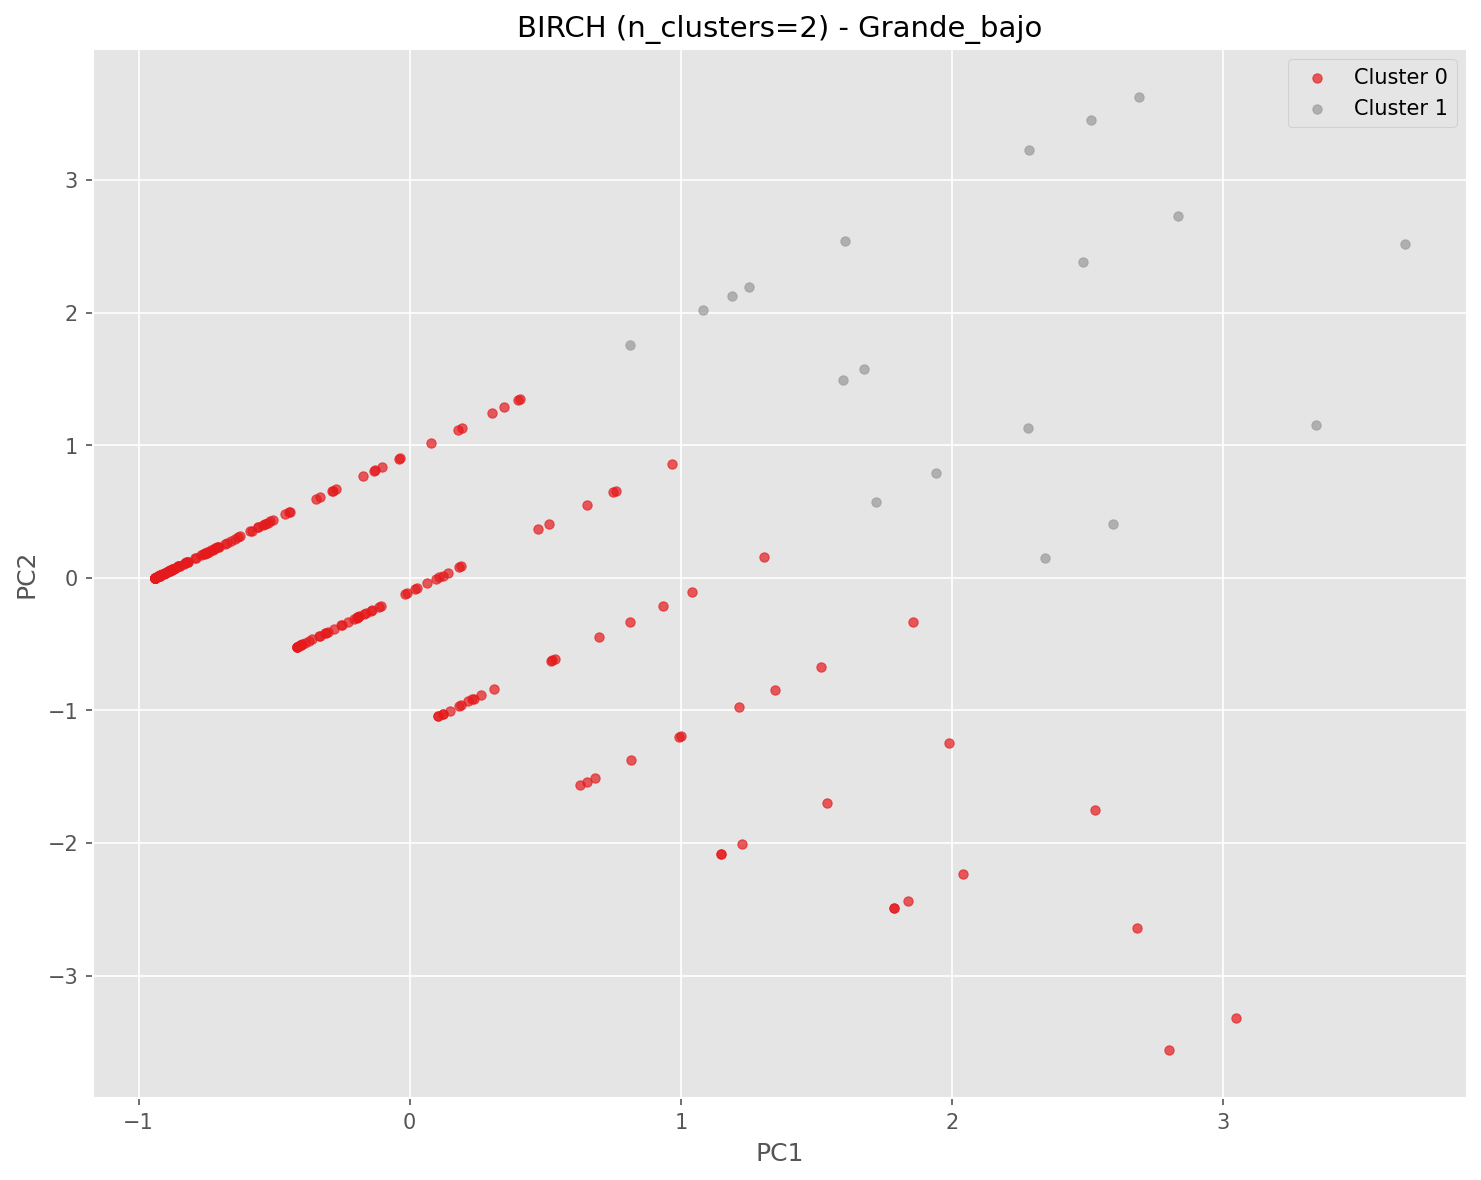 BIRCH (n_clusters=2) - Grande_bajo
Cluster 0
Cluster 1
PC2
3
2
1
0
−1
−2
−3
−1
0
1
2
3
PC1